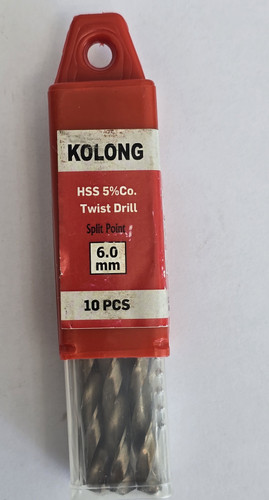 KOLONG
HSS 5%Co.
Twist Drill
Split Point
6.0
mm
10 PCS